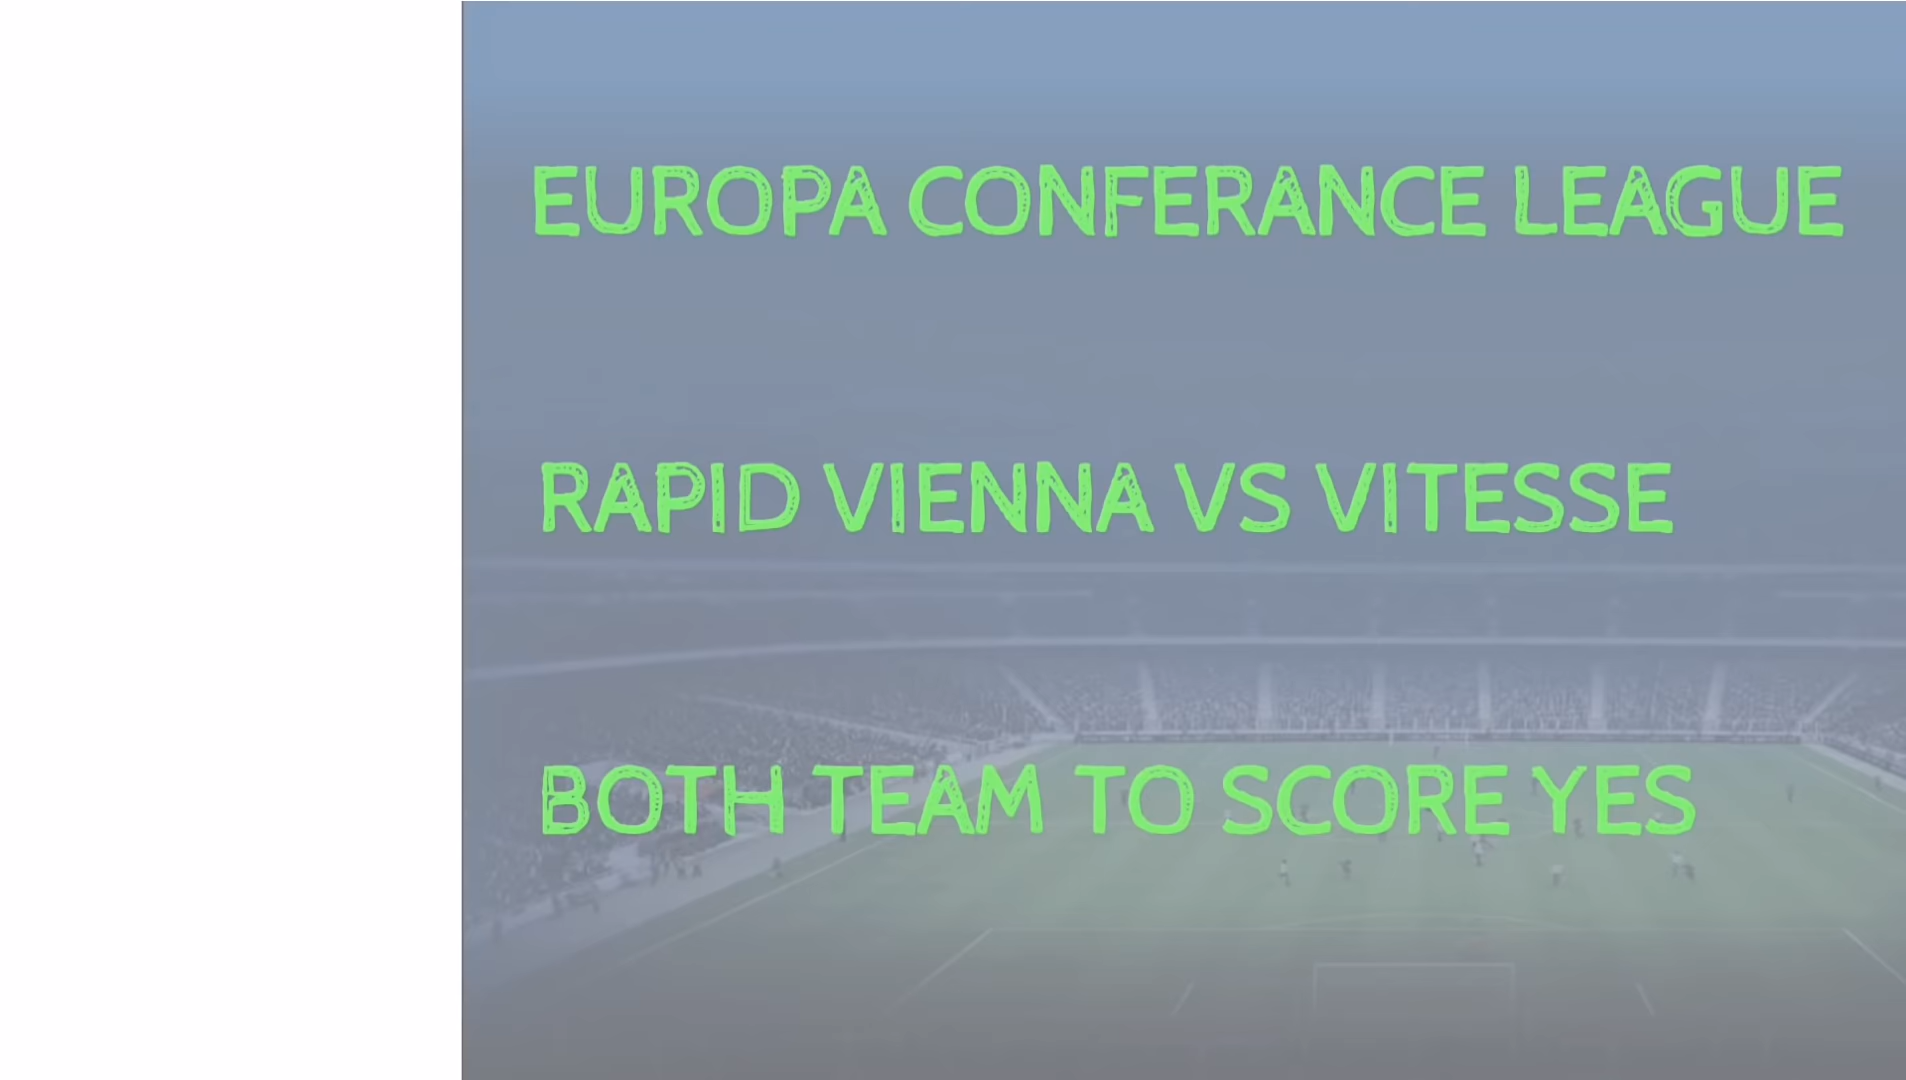 EUROPA CONFERANCE LEAGUE
RAPID VIENNA VS VITESSE
BOTH TEAM TO SCORE YES